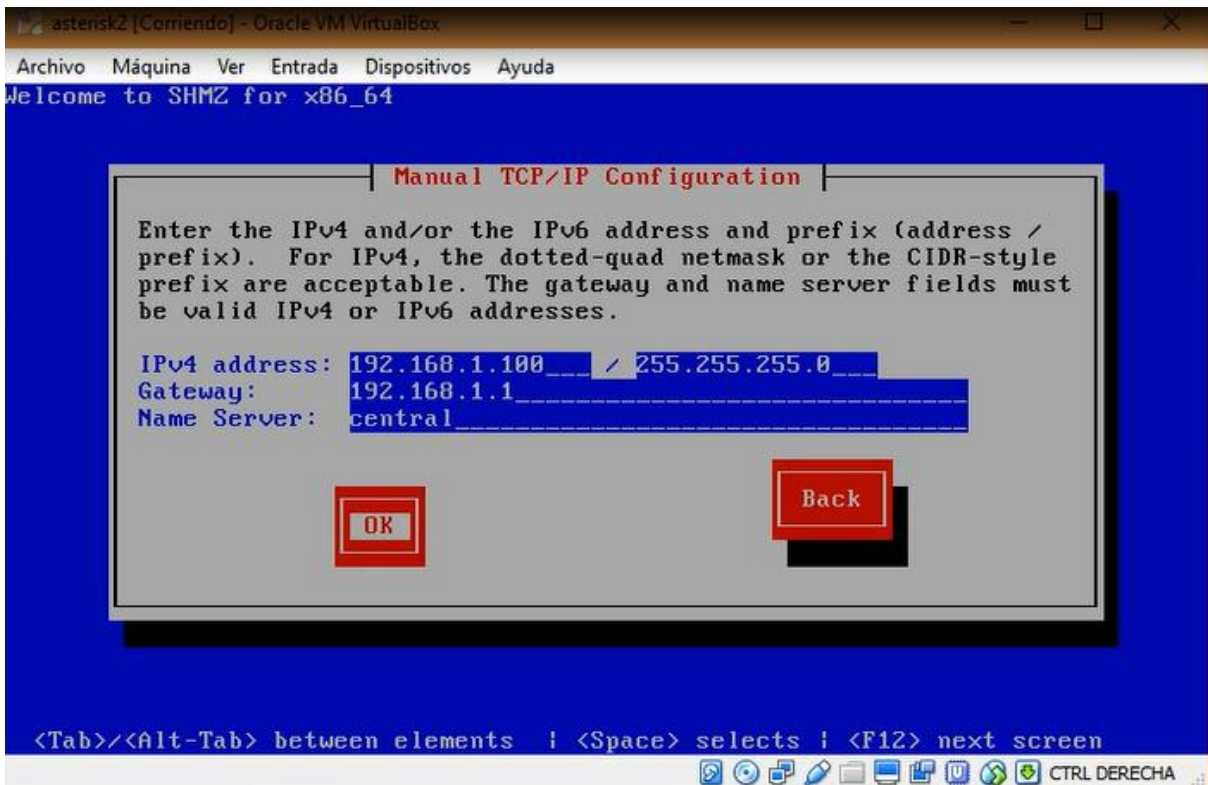 asterisk2 [Corriendo] - Oracle VM VirtualBox
Archivo Máquina Ver Entrada Dispositivos Ayuda
Welcome to SHMZ for x86_64
Manual TCP/IP Configuration
Enter the IPv4 and/or the IPv6 address and prefix (address /
prefix). For IPv4, the dotted-quad netmask or the CIDR-style
prefix are acceptable. The gateway and name server fields must
be valid IPv4 or IPv6 addresses.
IPv4 address: 192.168.1.100___ / 255.255.255.0___
Gateway: 192.168.1.1______________________________
Name Server: central__________________________________
Back
OK
<Tab>/<Alt-Tab> between elements | <Space> selects | <F12> next screen
CTRL DERECHA